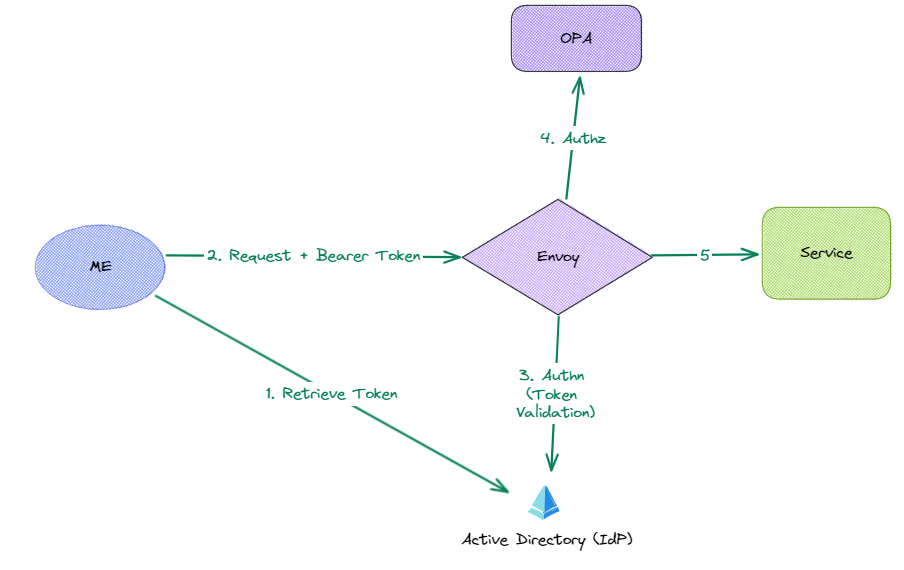 OPA
4. Authz
ME
2. Request + Bearer Token
Envoy
5
Service
1. Retrieve Token
3. Authn
(Token
Validation)
Active Directory (IdP)